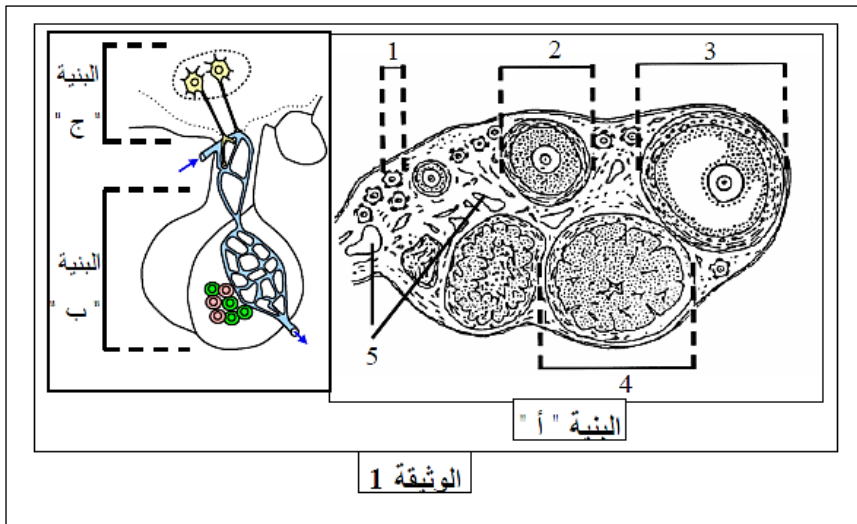 البنية
" ج "
البنية
" ب "
1
2
3
5
4
البنية " أ "
الوثيقة 1